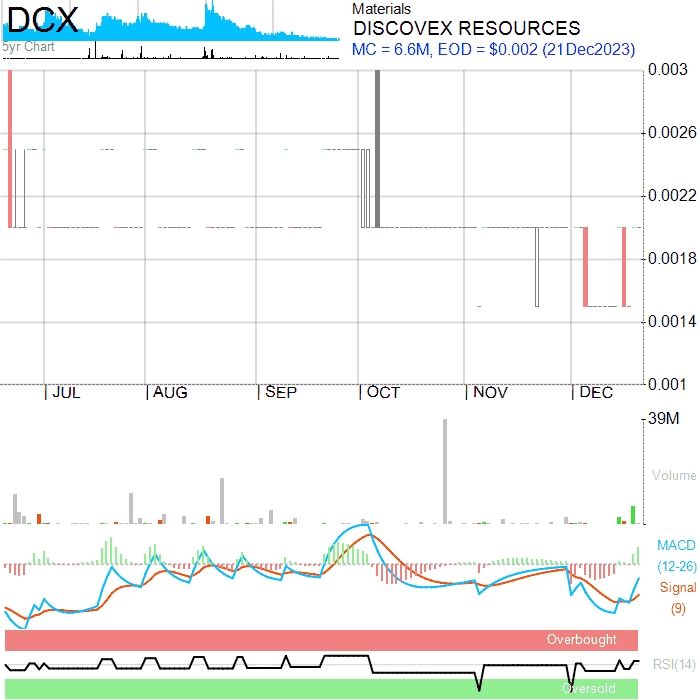 DCX
5yr Chart
Materials
DISCOVEX RESOURCES
MC = 6.6M, EOD = $0.002 (21Dec2023)
0.003
0.0026
0.0022
0.0018
0.0014
0.001
JUL AUG SEP OCT NOV DEC
39M
Volume
MACD
(12-26)
Signal
(9)
Overbought
RSI(14)
Oversold